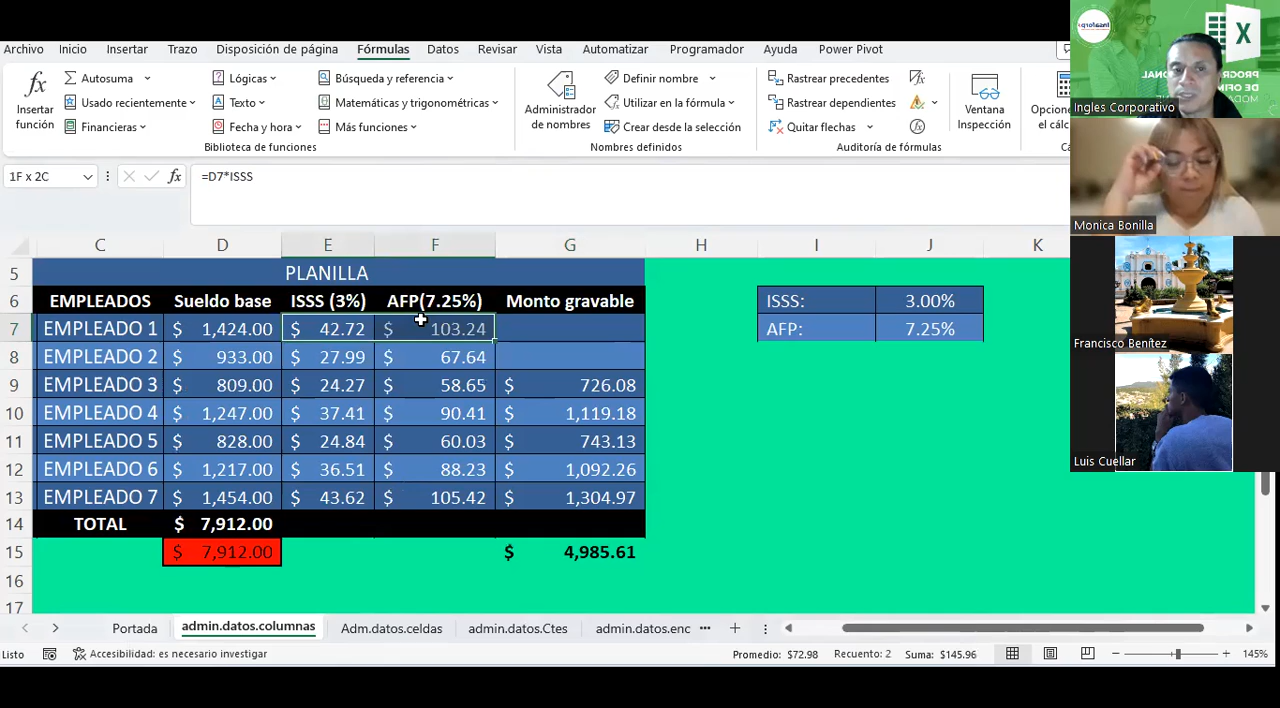 Archivo Inicio Insertar Trazo Disposición de página Fórmulas Datos Revisar Vista Automatizar Programador Ayuda Power Pivot
Insertar función
Autosuma
Usado recientemente
Financieras
Lógicas
Texto
Fecha y hora
Búsqueda y referencia
Matemáticas y trigonométricas
Más funciones
Biblioteca de funciones
Administrador de nombres
Definir nombre
Utilizar en la fórmula
Crear desde la selección
Nombres definidos
Rastrear precedentes
Rastrear dependientes
Quitar flechas
Auditoría de fórmulas
Ventana Inspección
1F x 2C
fx
=D7*ISSS
C D E F G H I J K
5 PLANILLA
6 EMPLEADOS Sueldo base ISSS (3%) AFP(7.25%) Monto gravable ISSS: 3.00%
7 EMPLEADO 1 $ 1,424.00 $ 42.72 $ 103.24 AFP: 7.25%
8 EMPLEADO 2 $ 933.00 $ 27.99 $ 67.64
9 EMPLEADO 3 $ 809.00 $ 24.27 $ 58.65 $ 726.08
10 EMPLEADO 4 $ 1,247.00 $ 37.41 $ 90.41 $ 1,119.18
11 EMPLEADO 5 $ 828.00 $ 24.84 $ 60.03 $ 743.13
12 EMPLEADO 6 $ 1,217.00 $ 36.51 $ 88.23 $ 1,092.26
13 EMPLEADO 7 $ 1,454.00 $ 43.62 $ 105.42 $ 1,304.97
14 TOTAL $ 7,912.00
15 $ 7,912.00 $ 4,985.61
16
17
Portada admin.datos.columnas Adm.datos.celdas admin.datos.Ctes admin.datos.enc
Listo Accesibilidad: es necesario investigar Promedio: $72.98 Recuento: 2 Suma: $145.96 145%
Ingles Corporativo
Monica Bonilla
Francisco Benítez
Luis Cuellar